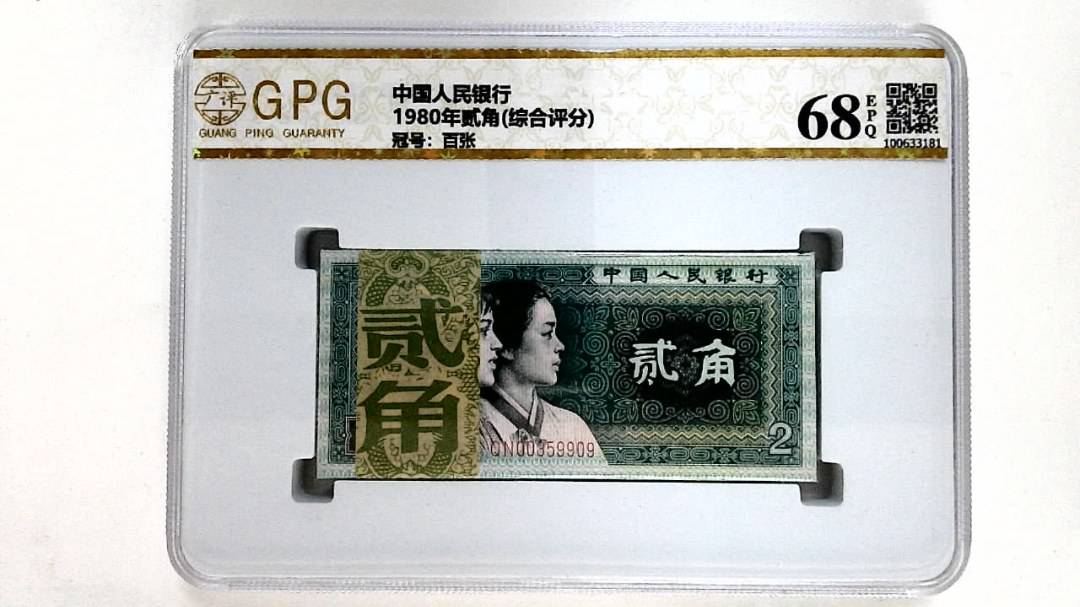 广评
GPG
GUANG PING GUARANTY
中国人民银行
1980年贰角(综合评分)
冠号：百张
68
EPQ
100633181
中国人民银行
贰角
贰角
QN00359909
2